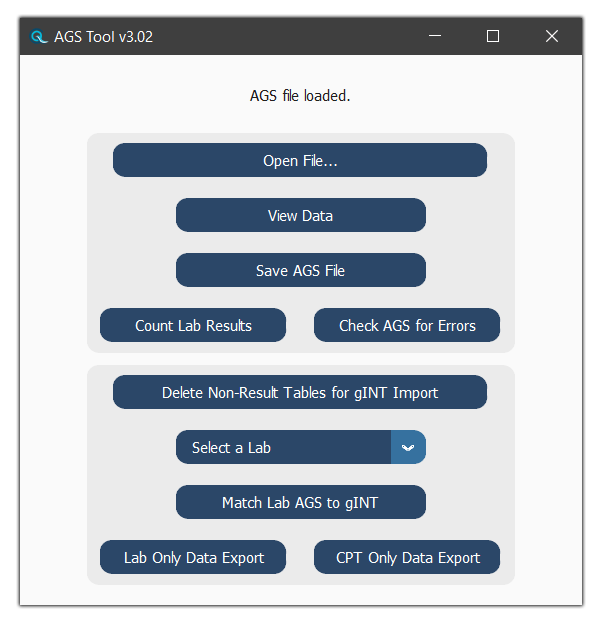 AGS Tool v3.02
AGS file loaded.
Open File...
View Data
Save AGS File
Count Lab Results
Check AGS for Errors
Delete Non-Result Tables for gINT Import
Select a Lab
Match Lab AGS to gINT
Lab Only Data Export
CPT Only Data Export